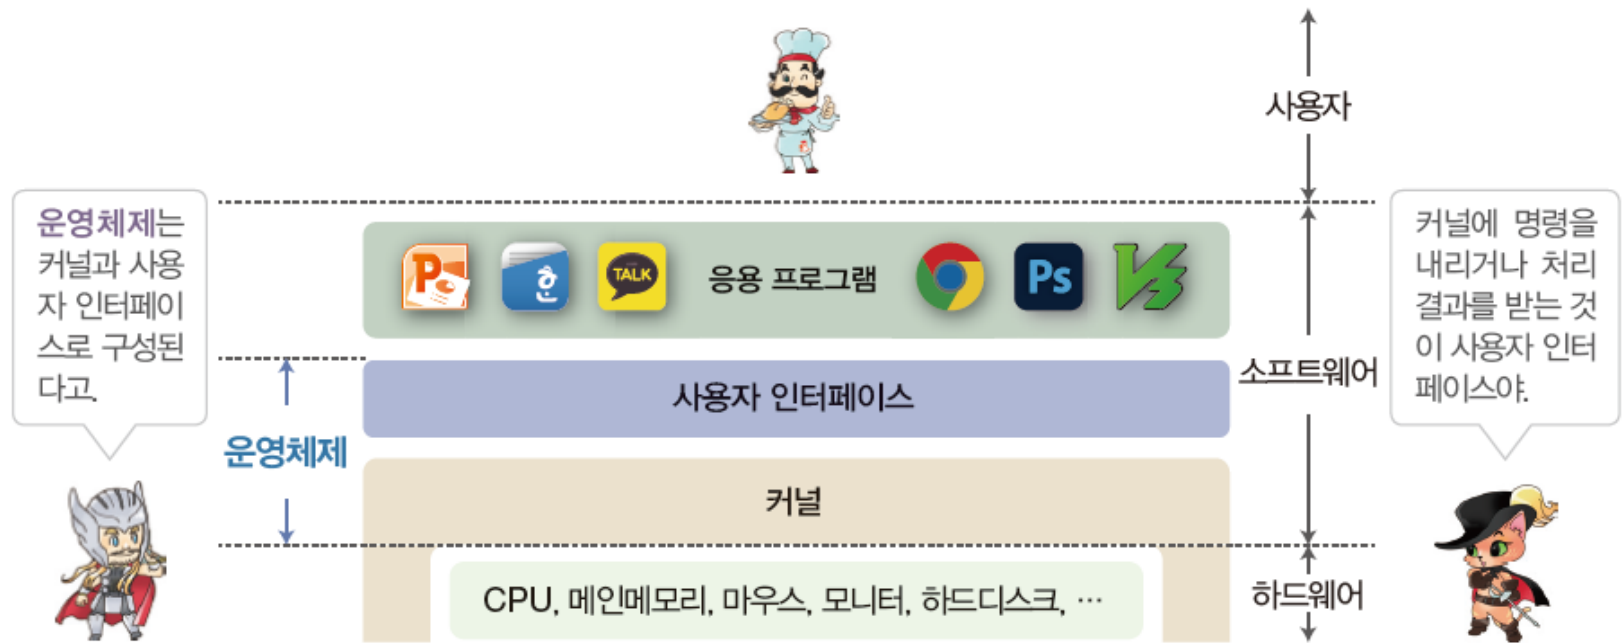 사용자
운영체제는
커널과 사용
자 인터페이
스로 구성된
다고.
커널에 명령을
내리거나 처리
결과를 받는 것
이 사용자 인터
페이스야.
P
한
TALK
응용 프로그램
Ps
V3
사용자 인터페이스
소프트웨어
운영체제
커널
CPU, 메인메모리, 마우스, 모니터, 하드디스크, …
하드웨어